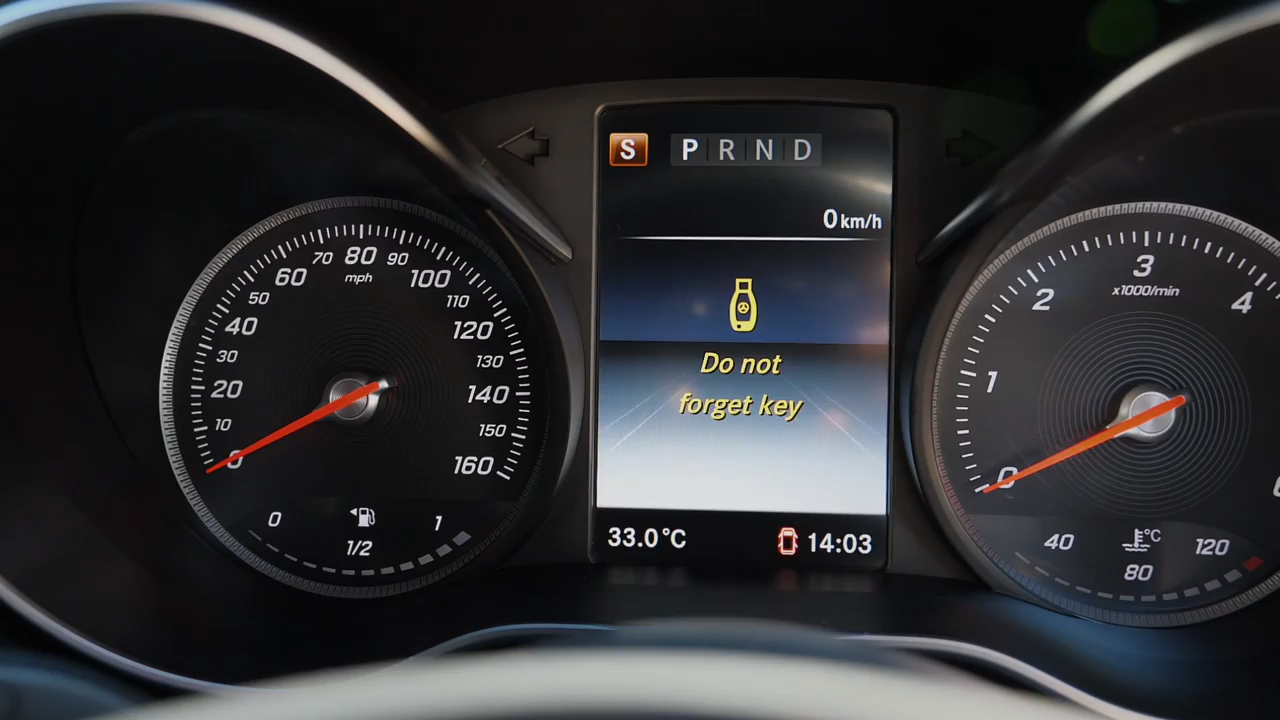 S P R N D
0 km/h
Do not
forget key
33.0°C 14:03
0
10
20
30
40
50
60
70
80
90
100
110
120
130
140
150
160
mph
0 1/2 1
0
1
2
3
4
x1000/min
40 80 120
°C